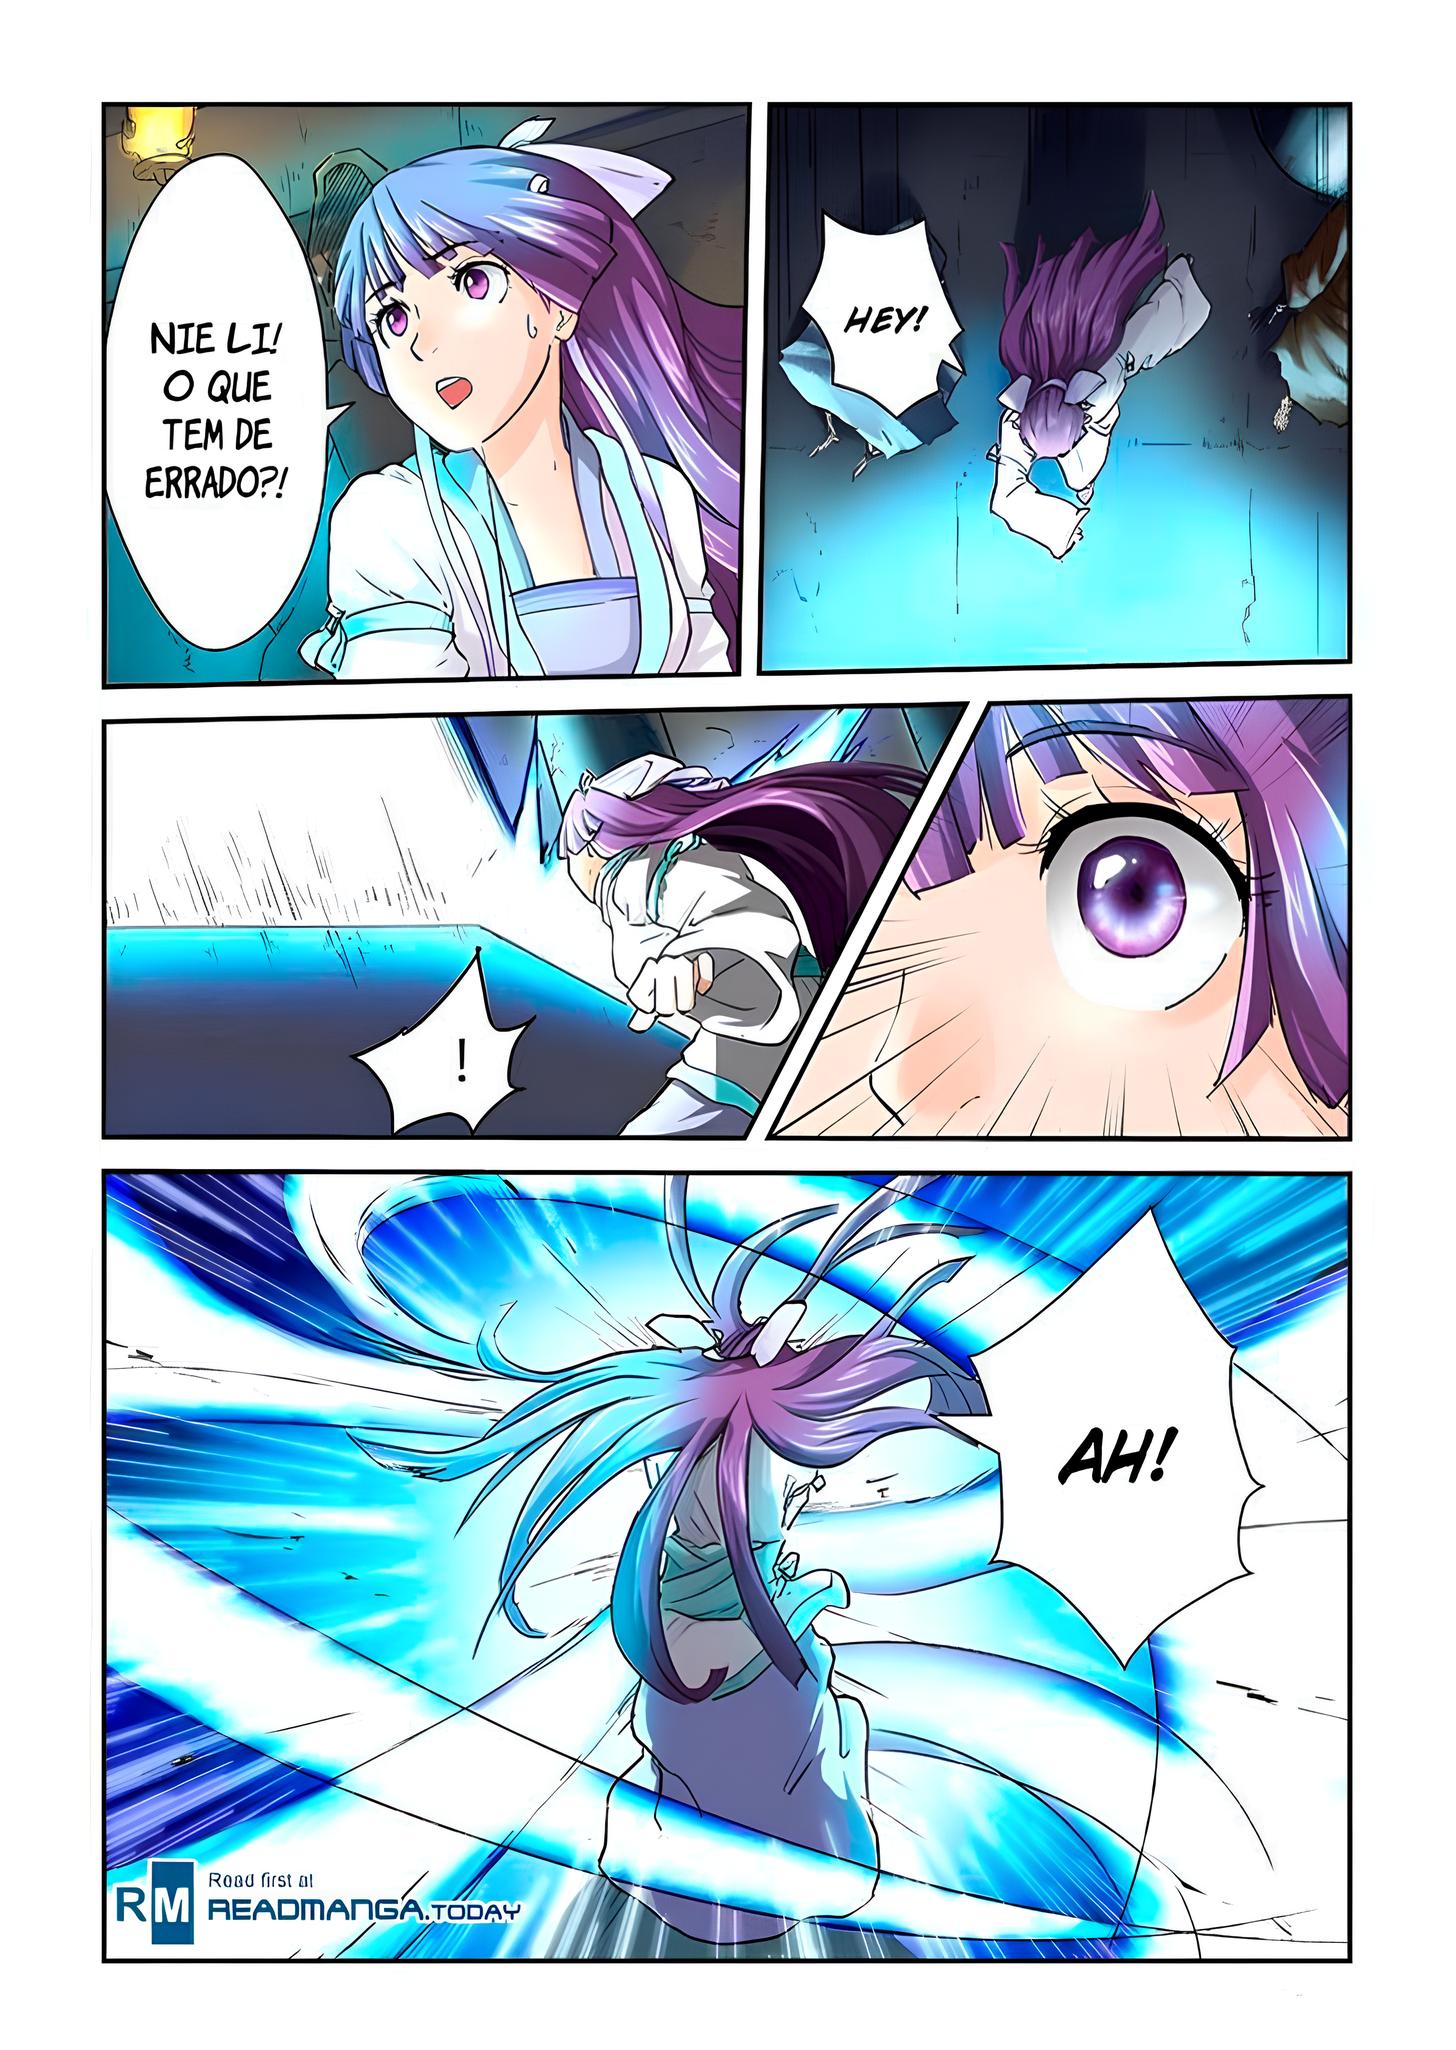 NIE LI!
O QUE
TEM DE
ERRADO?!
HEY!
!
AH!
RM
Read first at
READMANGA.TODAY